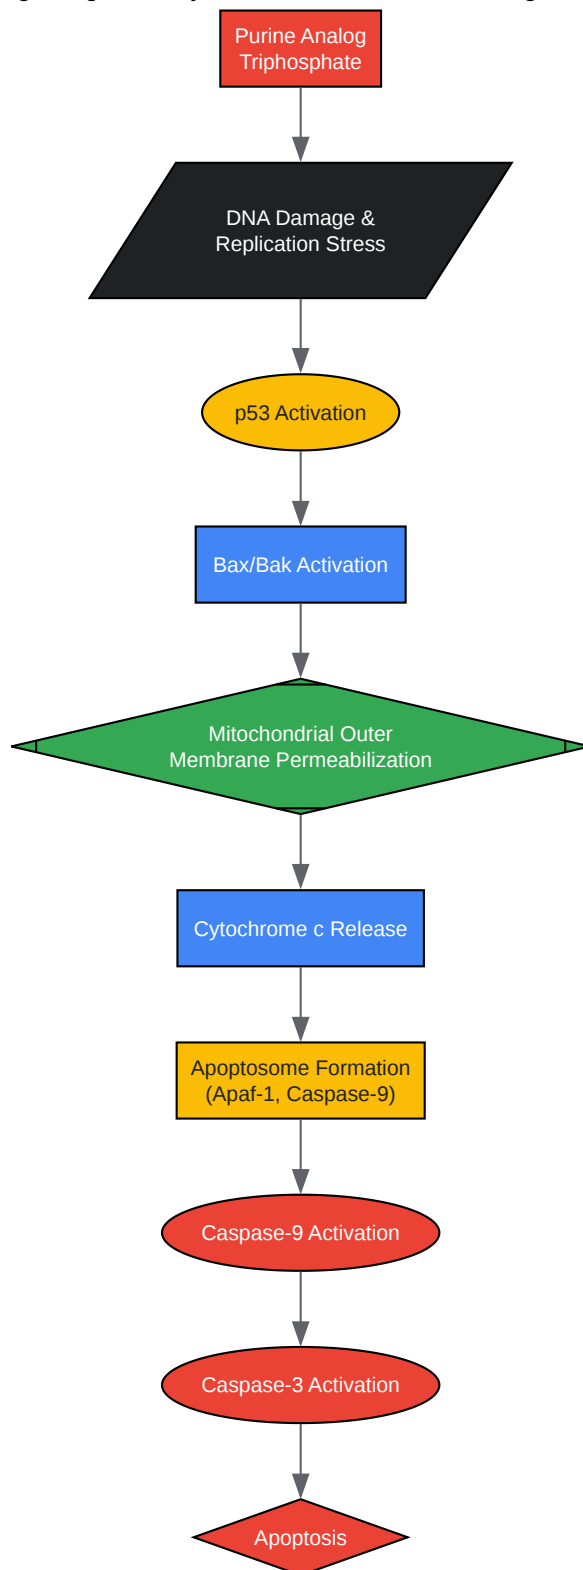 Purine Analog
Triphosphate
DNA Damage &
Replication Stress
p53 Activation
Bax/Bak Activation
Mitochondrial Outer
Membrane Permeabilization
Cytochrome c Release
Apoptosome Formation
(Apaf-1, Caspase-9)
Caspase-9 Activation
Caspase-3 Activation
Apoptosis